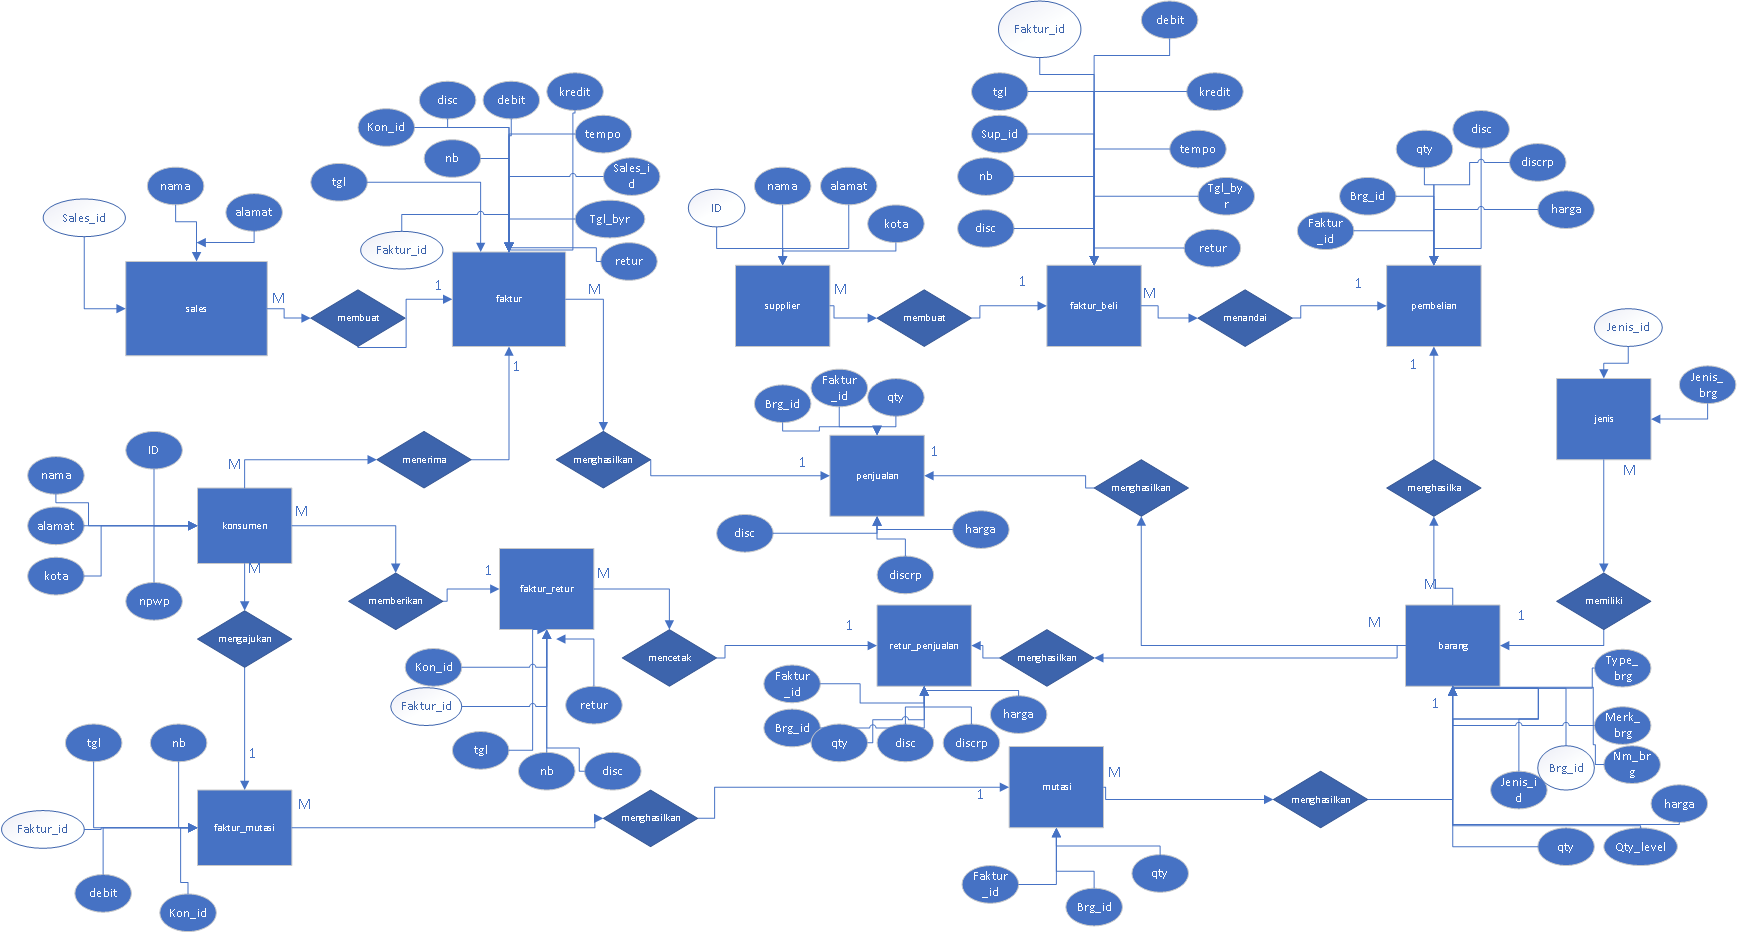 Faktur_id
debit
disc
debit
kredit
tgl
kredit
Kon_id
tempo
Sup_id
disc
qty
tempo
discrp
nb
Sales_i
d
tgl
nama
nama
alamat
nb
Tgl_by
r
Brg_id
harga
Sales_id
alamat
ID
kota
Tgl_byr
disc
Faktur
_id
Faktur_id
retur
retur
sales
M
membuat
1
faktur
M
supplier
M
membuat
1
faktur_beli
M
menandai
1
pembelian
Jenis_id
1
1
Jenis_
brg
jenis
Brg_id
Faktur
_id
qty
M
ID
nama
M
menerima
menghasilkan
1
penjualan
1
menghasilkan
menghasilka
alamat
konsumen
M
disc
harga
kota
M
npwp
memberikan
1
faktur_retur
M
discrp
M
memiliki
1
M
mengajukan
mencetak
1
retur_penjualan
menghasilkan
barang
Kon_id
Faktur_id
retur
Faktur
_id
Brg_id
qty
disc
discrp
harga
1
Type_
brg
Merk_
brg
Nm_br
g
Brg_id
Jenis_i
d
tgl
nb
1
tgl
nb
disc
M
mutasi
1
M
menghasilkan
menghasilkan
harga
Faktur_id
faktur_mutasi
qty
Qty_level
debit
Kon_id
Faktur
_id
Brg_id
qty